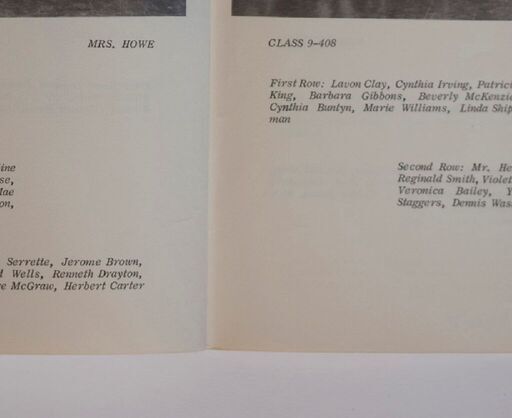 MRS. HOWE
ine
se,
Mae
on,
Serrette, Jerome Brown,
Wells, Renneth Drayton,
e McGraw, Herbert Carter
CLASS 9-408
First Row: Lavon Clay, Cynthia Irving, Patrici
King, Barbara Gibbons, Beverly McKenzie
Cynthia Buntyn, Marie Williams, Linda Ship
man
Second Row: Mr. He
Reginald Smith, Violet
Veronica Bailey, Y
Staggers, Dennis Was